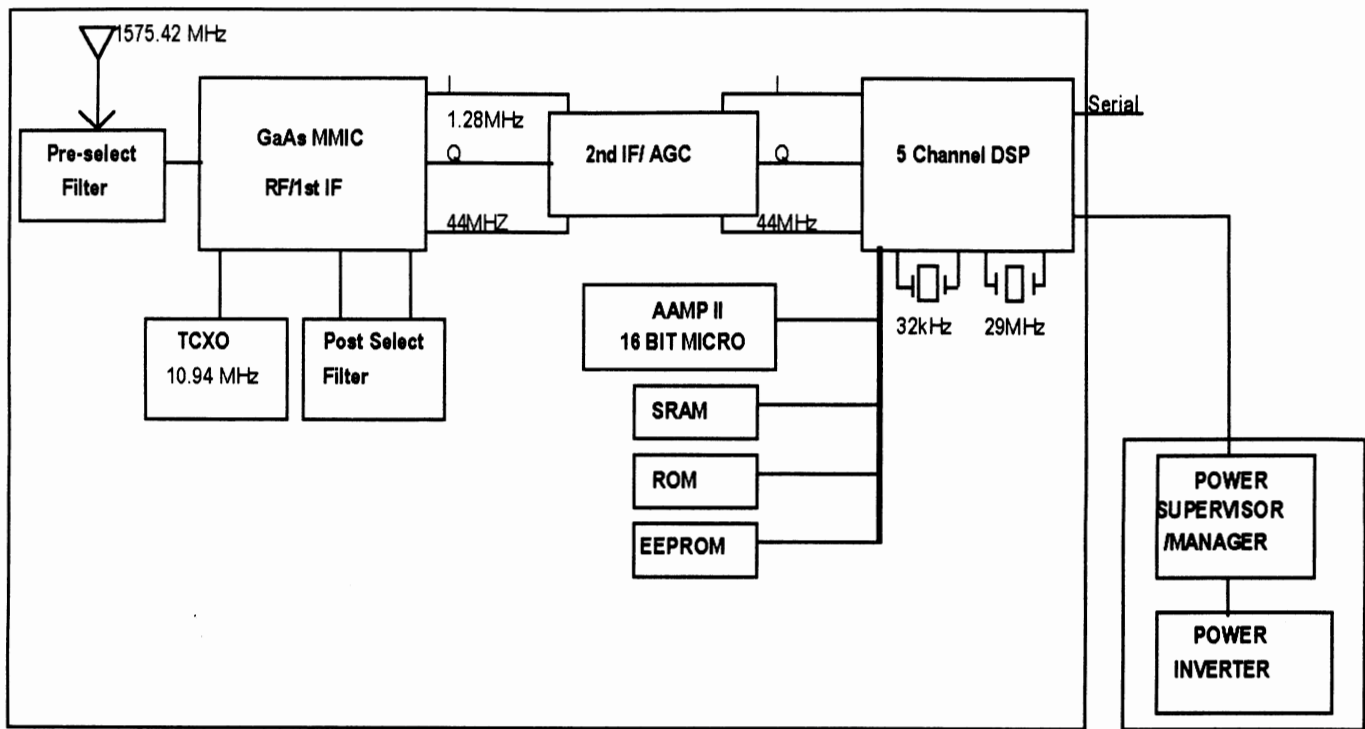 1575.42 MHz
Pre-select
Filter
GaAs MMIC
RF/1st IF
I
1.28MHz
Q
44MHZ
2nd IF/ AGC
I
Q
44MHz
5 Channel DSP
Serial
TCXO
10.94 MHz
Post Select
Filter
AAMP II
16 BIT MICRO
32kHz
29MHz
SRAM
ROM
EEPROM
POWER
SUPERVISOR
/MANAGER
POWER
INVERTER